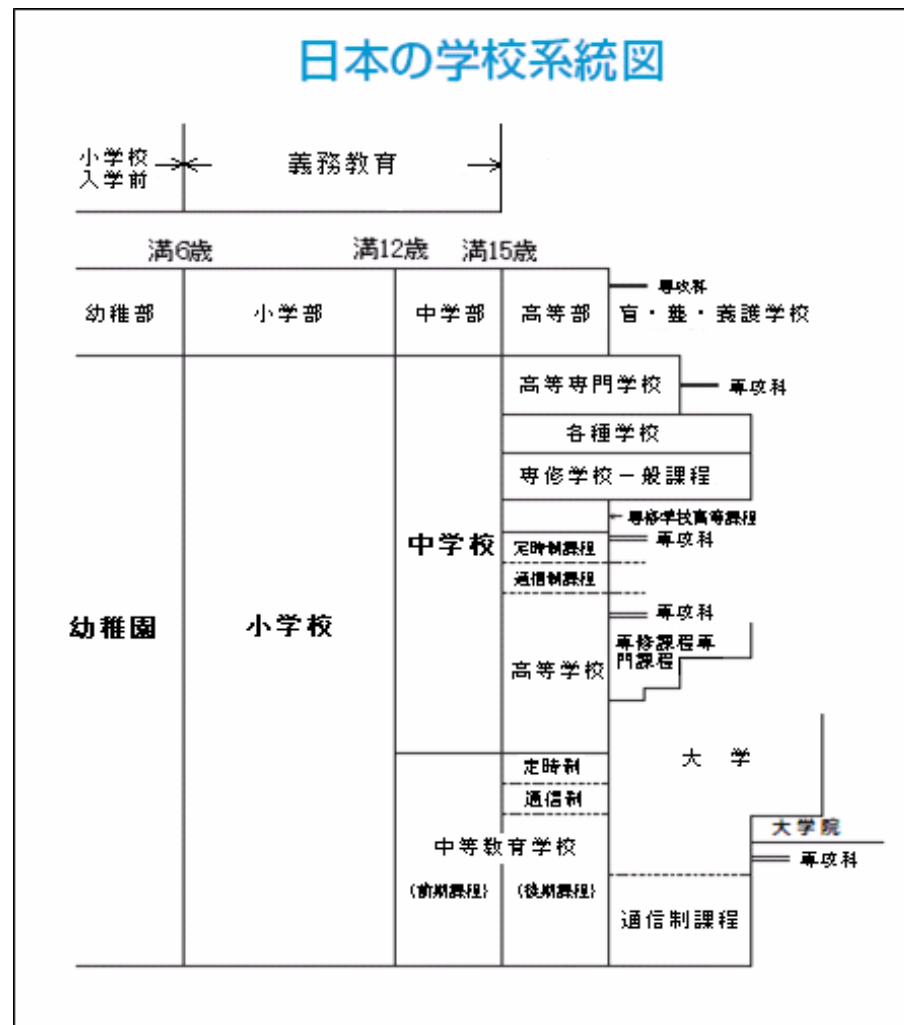 日本の学校系統図
小学校
入学前
義務教育
満6歳
満12歳
満15歳
幼稚部
小学部
中学部
高等部
専攻科
盲・聾・養護学校
高等専門学校
専攻科
各種学校
専修学校一般課程
専修学校高等課程
中学校
定時制課程
専攻科
通信制課程
幼稚園
小学校
専攻科
高等学校
専修課程専
門課程
大学
定時制
通信制
大学院
中等教育学校
専攻科
(前期課程)
(後期課程)
通信制課程